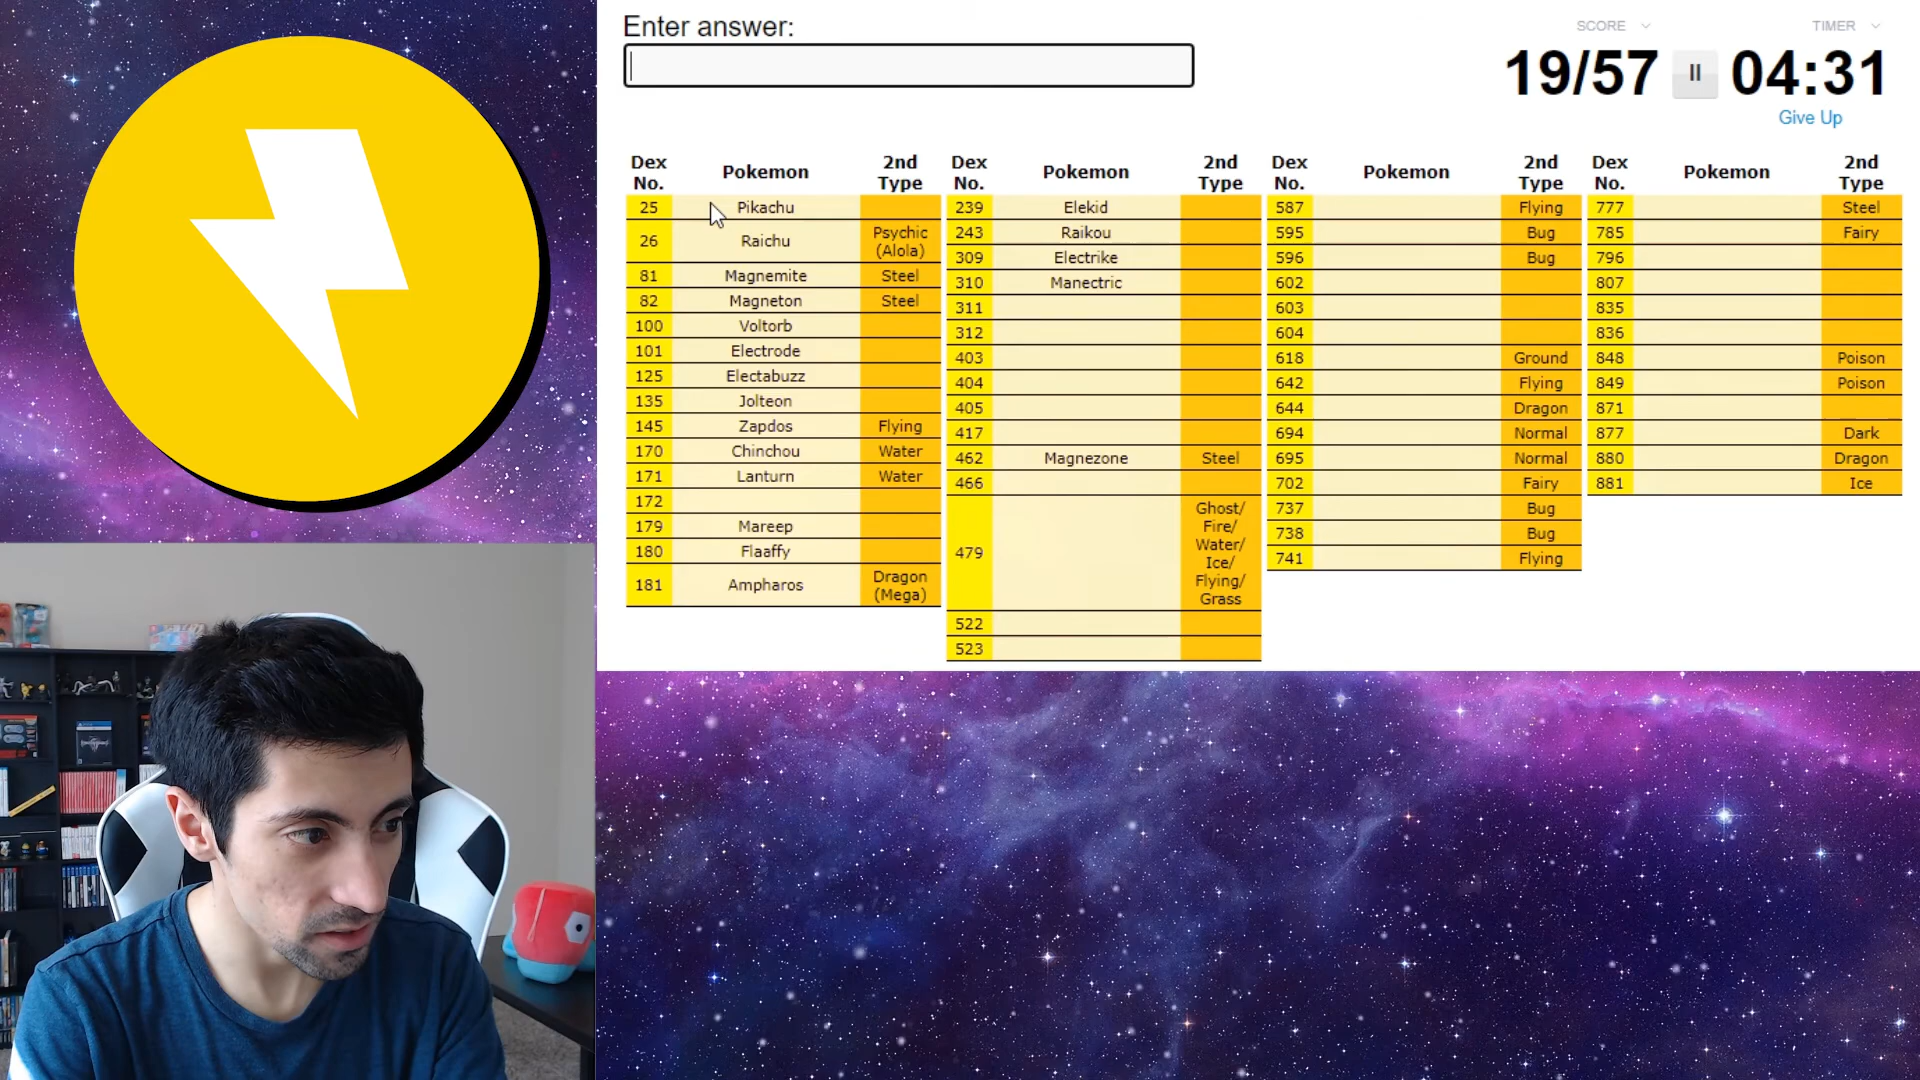 Enter answer:
SCORE
TIMER
19/57
04:31
Give Up
Dex No. Pokemon 2nd Type
25 Pikachu
26 Raichu Psychic (Alola)
81 Magnemite Steel
82 Magneton Steel
100 Voltorb
101 Electrode
125 Electabuzz
135 Jolteon
145 Zapdos Flying
170 Chinchou Water
171 Lanturn Water
172
179 Mareep
180 Flaaffy
181 Ampharos Dragon (Mega)
Dex No. Pokemon 2nd Type
239 Elekid
243 Raikou
309 Electrike
310 Manectric
311
312
403
404
405
417
462 Magnezone Steel
466
479 Ghost/ Fire/ Water/ Ice/ Flying/ Grass
522
523
Dex No. Pokemon 2nd Type
587 Flying
595 Bug
596 Bug
602
603
604
618 Ground
642 Flying
644 Dragon
694 Normal
695 Normal
702 Fairy
737 Bug
738 Bug
741 Flying
Dex No. Pokemon 2nd Type
777 Steel
785 Fairy
796
807
835
836
848 Poison
849 Poison
871
877 Dark
880 Dragon
881 Ice